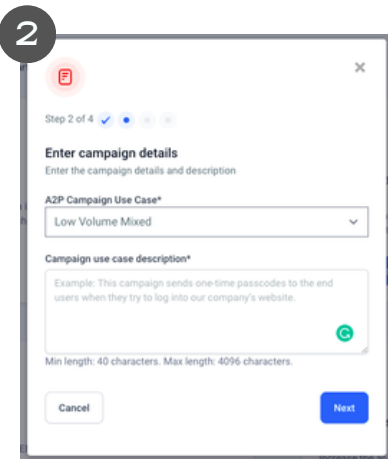 2
Step 2 of 4
Enter campaign details
Enter the campaign details and description
A2P Campaign Use Case*
Low Volume Mixed
Campaign use case description*
Example: This campaign sends one time passcodes to the end
users when they try to log into our company's website.
Min length: 40 characters. Max length: 4096 characters.
Cancel
Next